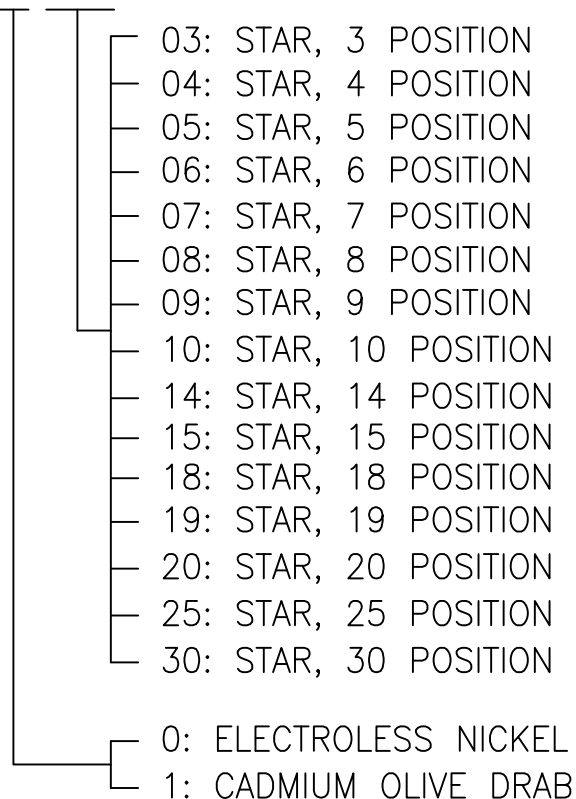 03: STAR, 3 POSITION
04: STAR, 4 POSITION
05: STAR, 5 POSITION
06: STAR, 6 POSITION
07: STAR, 7 POSITION
08: STAR, 8 POSITION
09: STAR, 9 POSITION
10: STAR, 10 POSITION
14: STAR, 14 POSITION
15: STAR, 15 POSITION
18: STAR, 18 POSITION
19: STAR, 19 POSITION
20: STAR, 20 POSITION
25: STAR, 25 POSITION
30: STAR, 30 POSITION
0: ELECTROLESS NICKEL
1: CADMIUM OLIVE DRAB